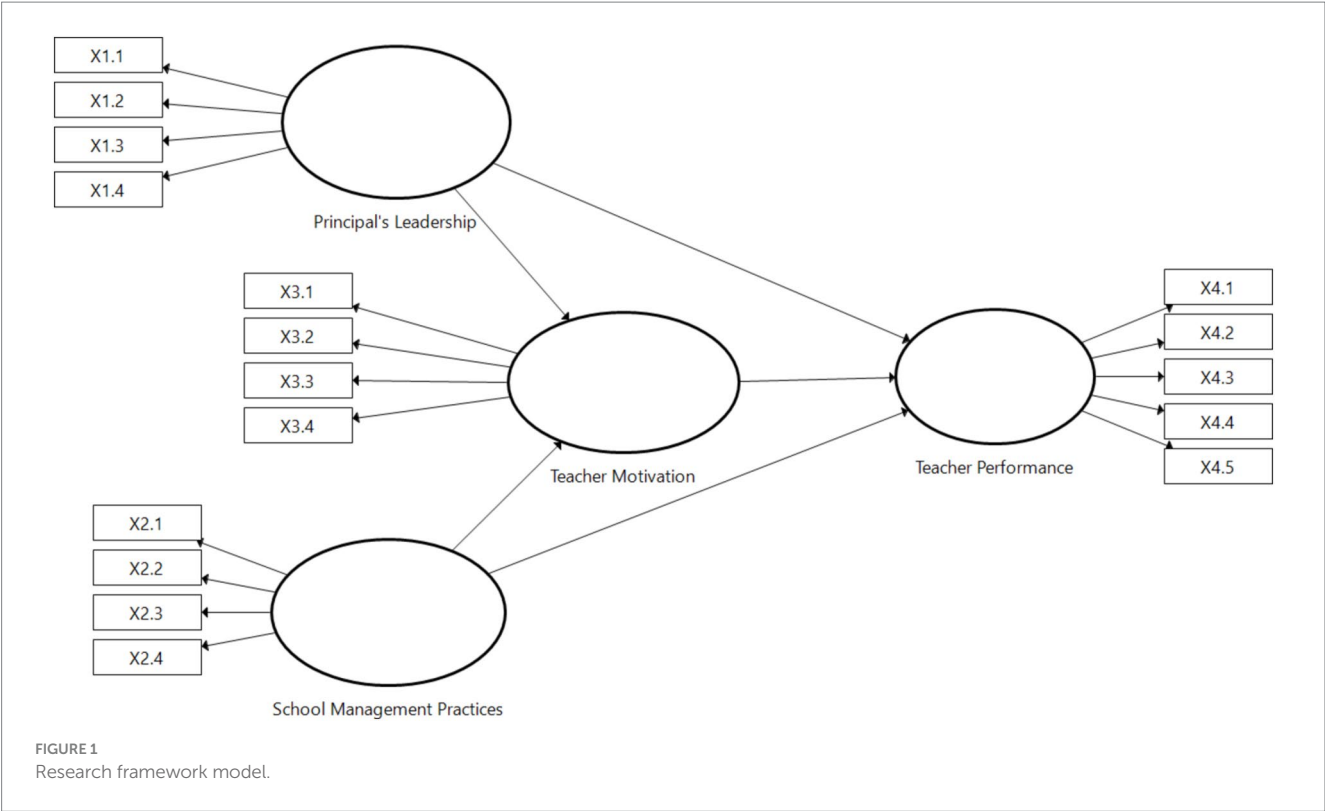 X1.1
X1.2
X1.3
X1.4
Principal's Leadership
X3.1
X3.2
X3.3
X3.4
Teacher Motivation
X4.1
X4.2
X4.3
X4.4
X4.5
Teacher Performance
X2.1
X2.2
X2.3
X2.4
School Management Practices
FIGURE 1
Research framework model.